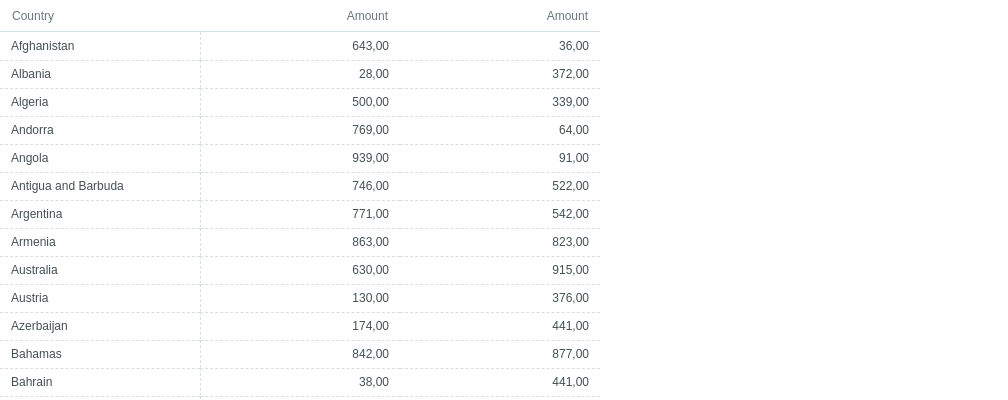 Country Amount Amount
Afghanistan 643,00 36,00
Albania 28,00 372,00
Algeria 500,00 339,00
Andorra 769,00 64,00
Angola 939,00 91,00
Antigua and Barbuda 746,00 522,00
Argentina 771,00 542,00
Armenia 863,00 823,00
Australia 630,00 915,00
Austria 130,00 376,00
Azerbaijan 174,00 441,00
Bahamas 842,00 877,00
Bahrain 38,00 441,00